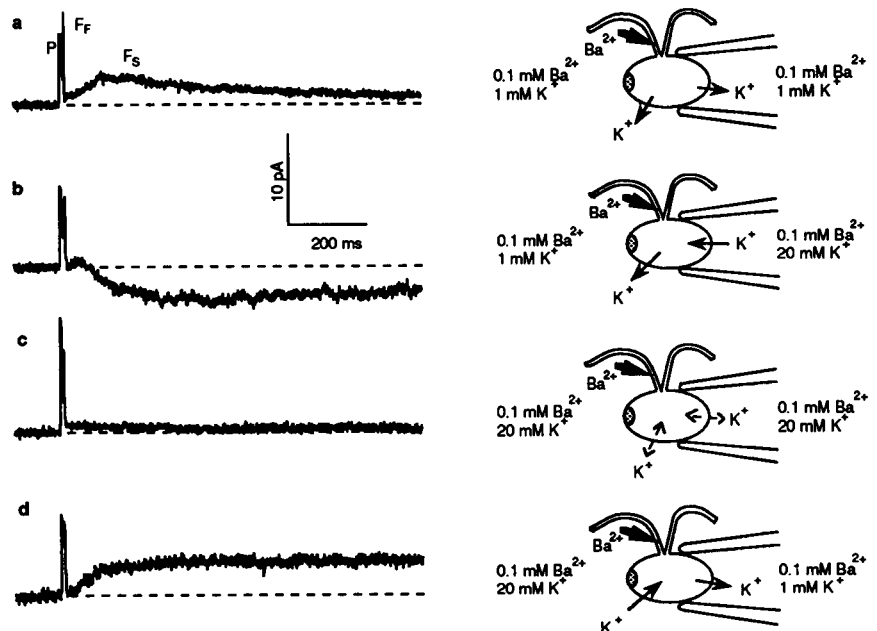 a
P
F_F
F_S
Ba²⁺
0.1 mM Ba²⁺
1 mM K⁺
K⁺
K⁺
0.1 mM Ba²⁺
1 mM K⁺
10 pA
200 ms
b
Ba²⁺
0.1 mM Ba²⁺
1 mM K⁺
K⁺
K⁺
0.1 mM Ba²⁺
20 mM K⁺
c
Ba²⁺
0.1 mM Ba²⁺
20 mM K⁺
K⁺
K⁺
0.1 mM Ba²⁺
20 mM K⁺
d
Ba²⁺
0.1 mM Ba²⁺
20 mM K⁺
K⁺
K⁺
0.1 mM Ba²⁺
1 mM K⁺